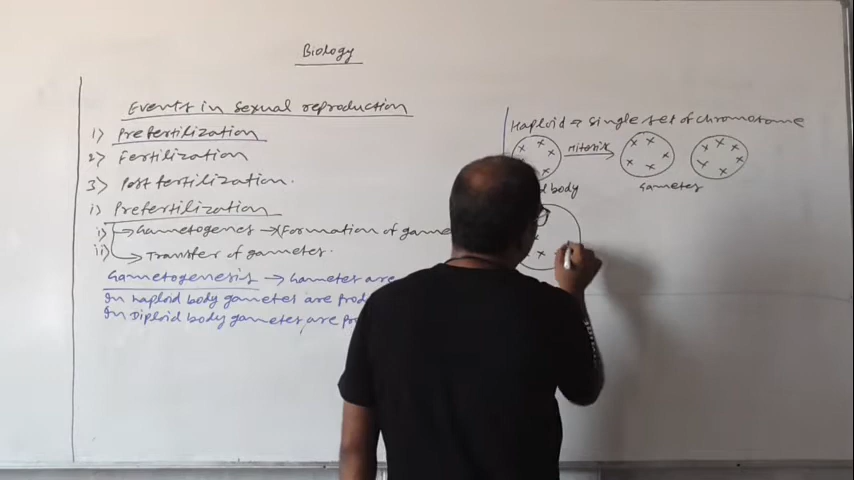 Biology
Events in sexual reproduction
1) Prefertilization
2) Fertilization
3) Post fertilization.
i) Prefertilization
i) → Gametogenes → (Formation of game
ii) → Transfer of gametes.
Gametogenesis → Gametes are
In Haploid body gametes are prod
In Diploid body gametes, are pro
Haploid = single set of chromosome
Mitosis
body
Gametes